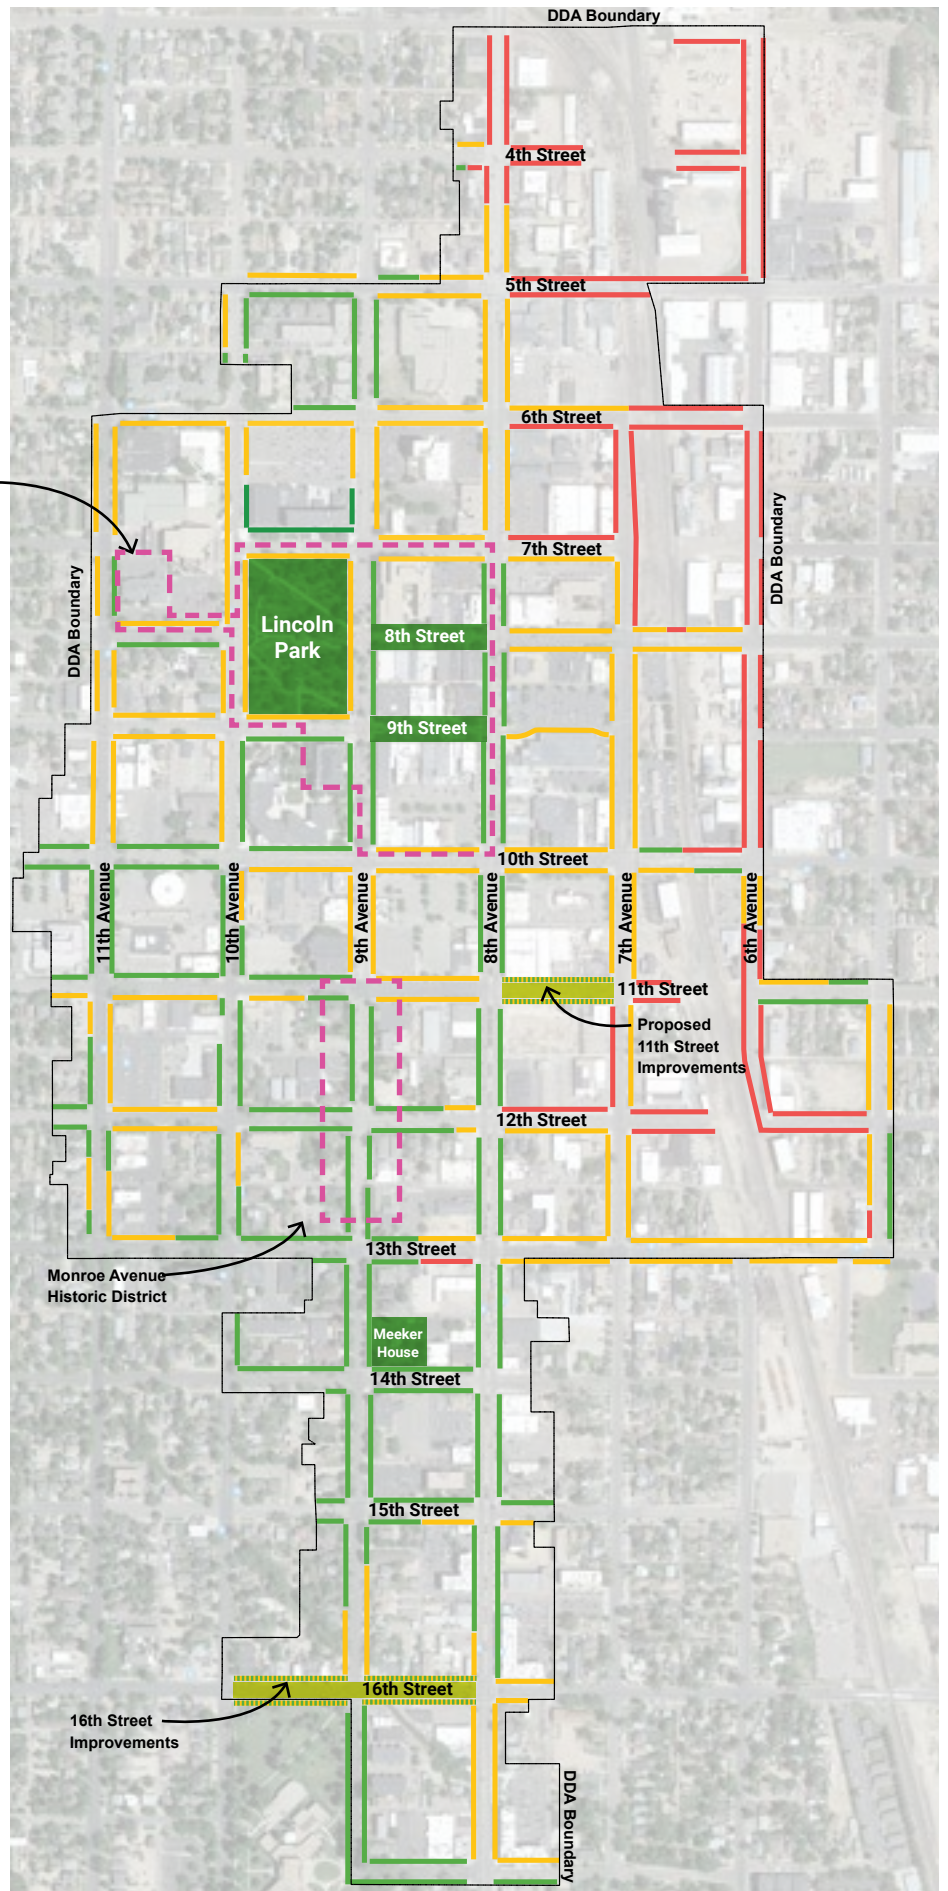 DDA Boundary
4th Street
5th Street
6th Street
DDA Boundary
7th Street
DDA Boundary
Lincoln
Park
8th Street
9th Street
10th Street
11th Avenue
10th Avenue
9th Avenue
8th Avenue
7th Avenue
6th Avenue
11th Street
Proposed
11th Street
Improvements
12th Street
13th Street
Monroe Avenue
Historic District
Meeker
House
14th Street
15th Street
16th Street
16th Street
Improvements
DDA Boundary